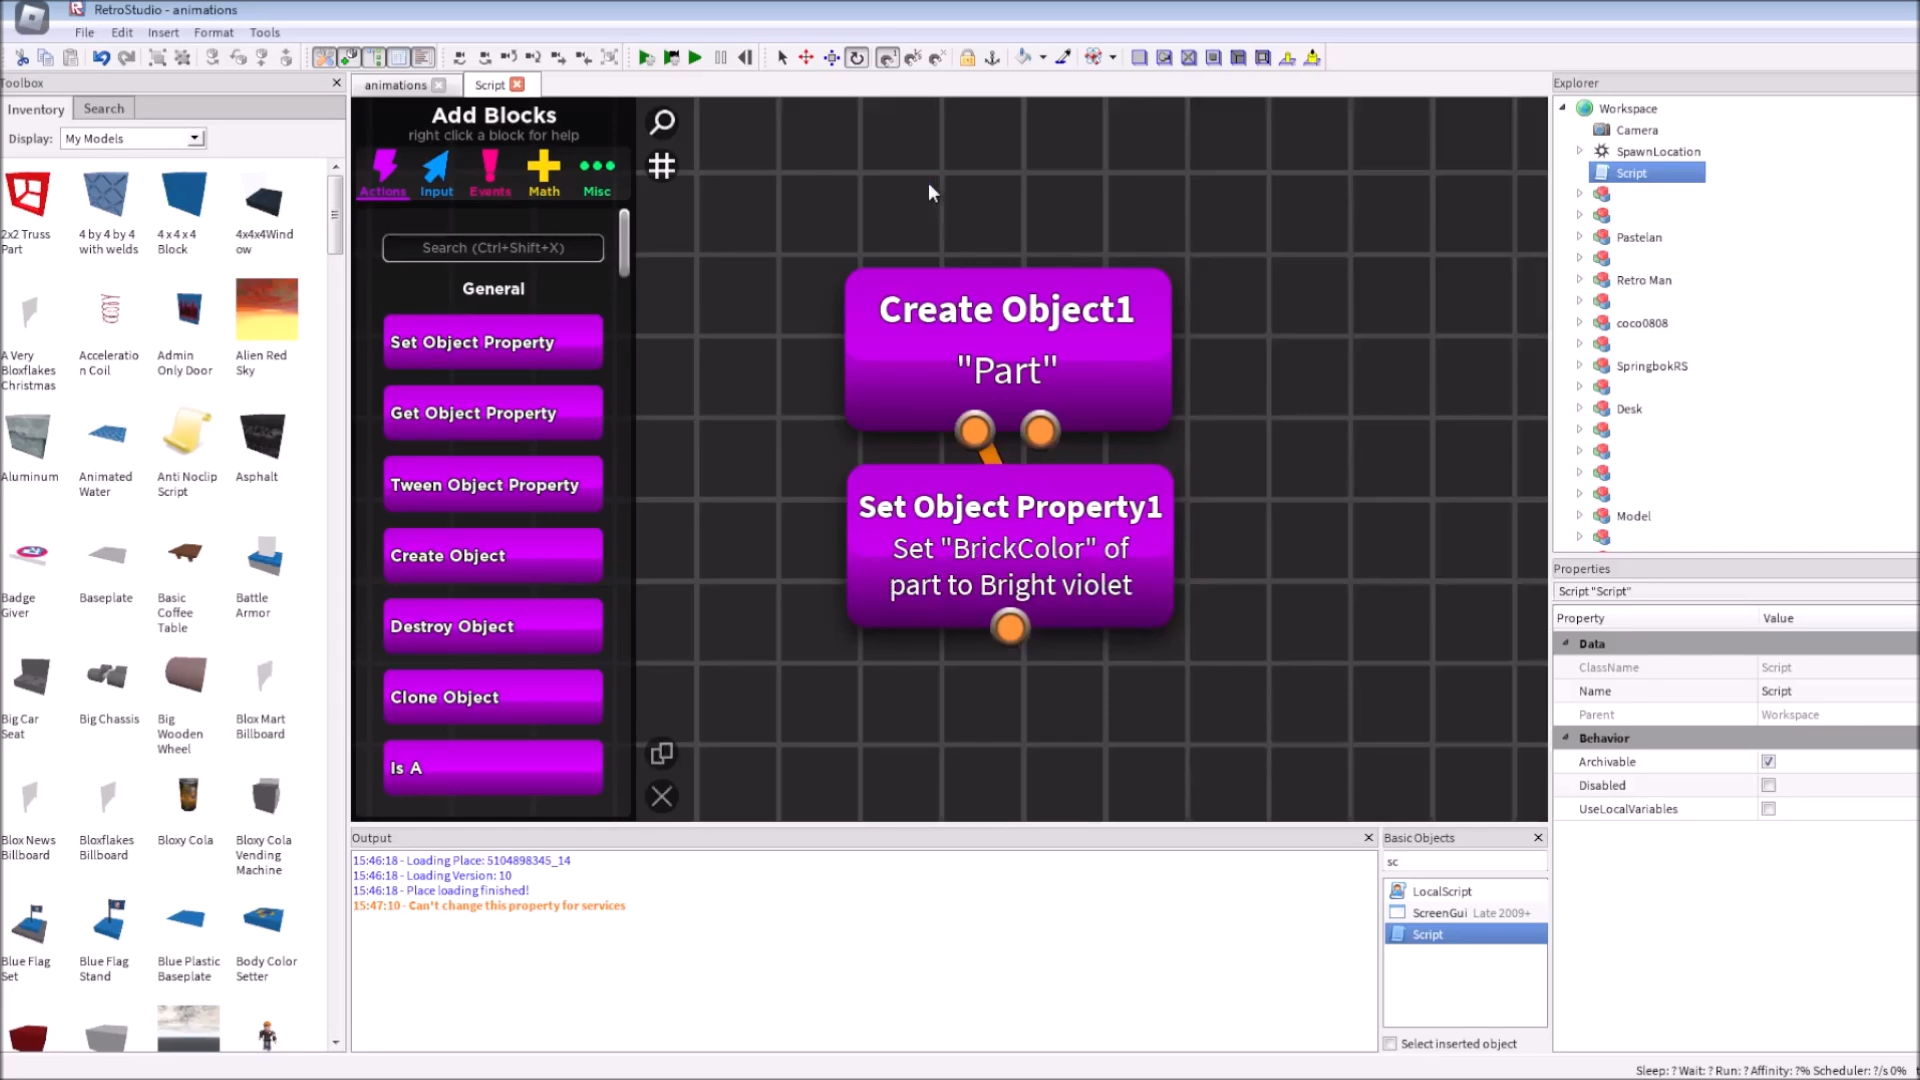 RetroStudio - animations
File Edit Insert Format Tools
Toolbox
Inventory Search
Display: My Models
2x2 Truss
Part
4 by 4 by 4
with welds
4 x 4 x 4
Block
4x4x4Wind
ow
A Very
Bloxflakes
Christmas
Acceleratio
n Coil
Admin
Only Door
Alien Red
Sky
Aluminum
Animated
Water
Anti Noclip
Script
Asphalt
Badge
Giver
Baseplate
Basic
Coffee
Table
Battle
Armor
Big Car
Seat
Big Chassis
Big
Wooden
Wheel
Blox Mart
Billboard
Blox News
Billboard
Bloxflakes
Billboard
Bloxy Cola
Bloxy Cola
Vending
Machine
Blue Flag
Set
Blue Flag
Stand
Blue Plastic
Baseplate
Body Color
Setter
animations
Script
Add Blocks
right click a block for help
Actions Input Events Math Misc
Search (Ctrl+Shift+X)
General
Set Object Property
Get Object Property
Tween Object Property
Create Object
Destroy Object
Clone Object
Is A
Create Object1
"Part"
Set Object Property1
Set "BrickColor" of
part to Bright violet
Output
15:46:18 - Loading Place: 5104898345_14
15:46:18 - Loading Version: 10
15:46:18 - Place loading finished!
15:47:10 - Can't change this property for services
Basic Objects
sc
LocalScript
ScreenGui Late 2009+
Script
Select inserted object
Explorer
Workspace
Camera
SpawnLocation
Script
Pastelan
Retro Man
coco0808
SpringbokRS
Desk
Model
Properties
Script "Script"
Property Value
Data
ClassName Script
Name Script
Parent Workspace
Behavior
Archivable
Disabled
UseLocalVariables
Sleep: ? Wait: ? Run: ? Affinity: ?% Scheduler: ?/s 0%